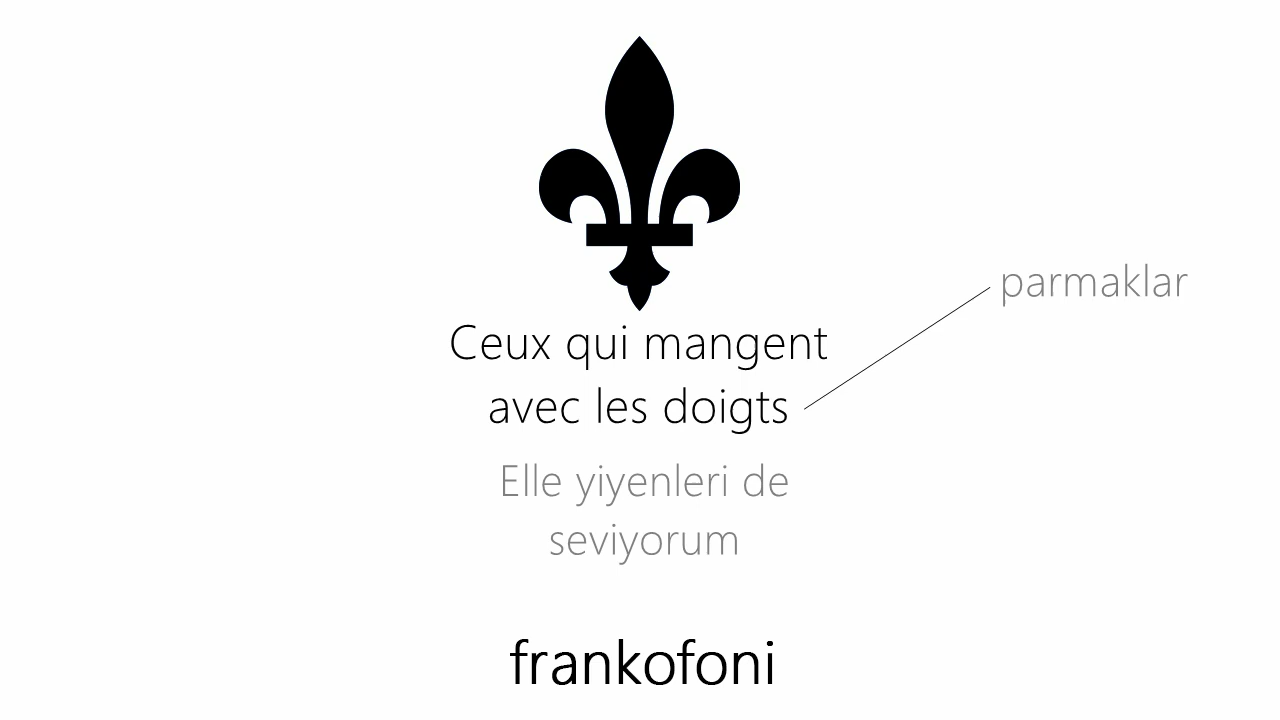 parmaklar
Ceux qui mangent
avec les doigts
Elle yiyenleri de
seviyorum
frankofoni